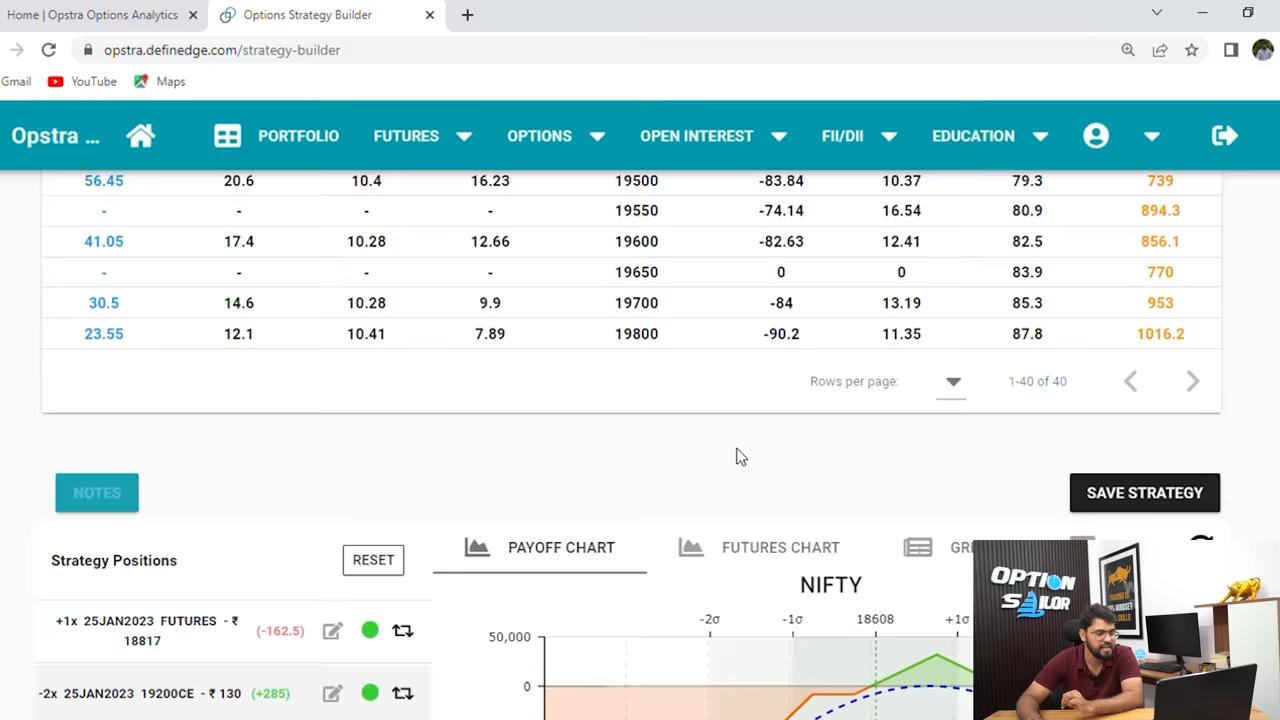 Home | Opstra Options Analytics
Options Strategy Builder
opstra.definedge.com/strategy-builder
Gmail YouTube Maps
Opstra ... PORTFOLIO FUTURES OPTIONS OPEN INTEREST FII/DII EDUCATION
56.45 20.6 10.4 16.23 19500 -83.84 10.37 79.3 739
- - - - 19550 -74.14 16.54 80.9 894.3
41.05 17.4 10.28 12.66 19600 -82.63 12.41 82.5 856.1
- - - - 19650 0 0 83.9 770
30.5 14.6 10.28 9.9 19700 -84 13.19 85.3 953
23.55 12.1 10.41 7.89 19800 -90.2 11.35 87.8 1016.2
Rows per page: 1-40 of 40
NOTES SAVE STRATEGY
Strategy Positions RESET
PAYOFF CHART FUTURES CHART
NIFTY
+1x 25JAN2023 FUTURES - ₹
18817
(-162.5)
-2x 25JAN2023 19200CE - ₹ 130 (+285)
-2σ -1σ 18608 +1σ
50,000
0
OPTION
SAILOR